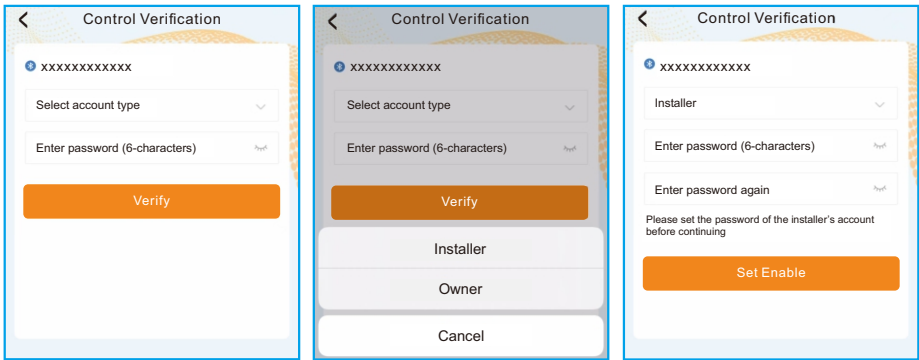 Control Verification
xxxxxxxxxxxx
Select account type
Enter password (6-characters)
Verify
Control Verification
xxxxxxxxxxxx
Select account type
Enter password (6-characters)
Verify
Installer
Owner
Cancel
Control Verification
xxxxxxxxxxxx
Installer
Enter password (6-characters)
Enter password again
Please set the password of the installer's account
before continuing
Set Enable